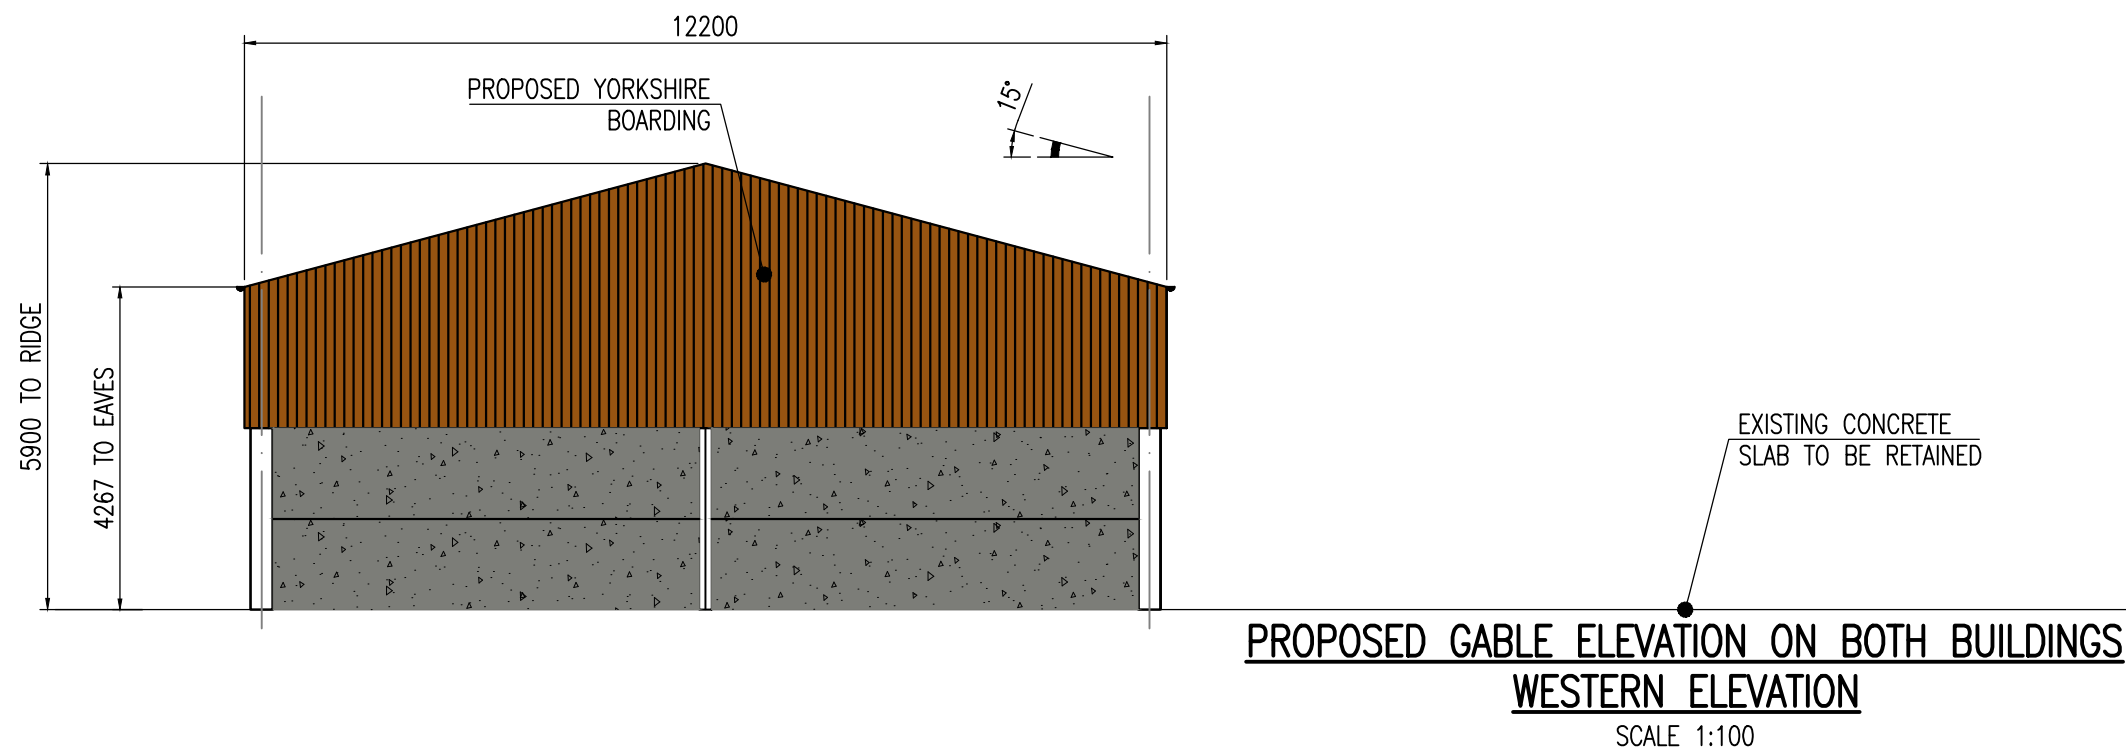 12200
PROPOSED YORKSHIRE
BOARDING
15°
5900 TO RIDGE
4267 TO EAVES
EXISTING CONCRETE
SLAB TO BE RETAINED
PROPOSED GABLE ELEVATION ON BOTH BUILDINGS
WESTERN ELEVATION
SCALE 1:100